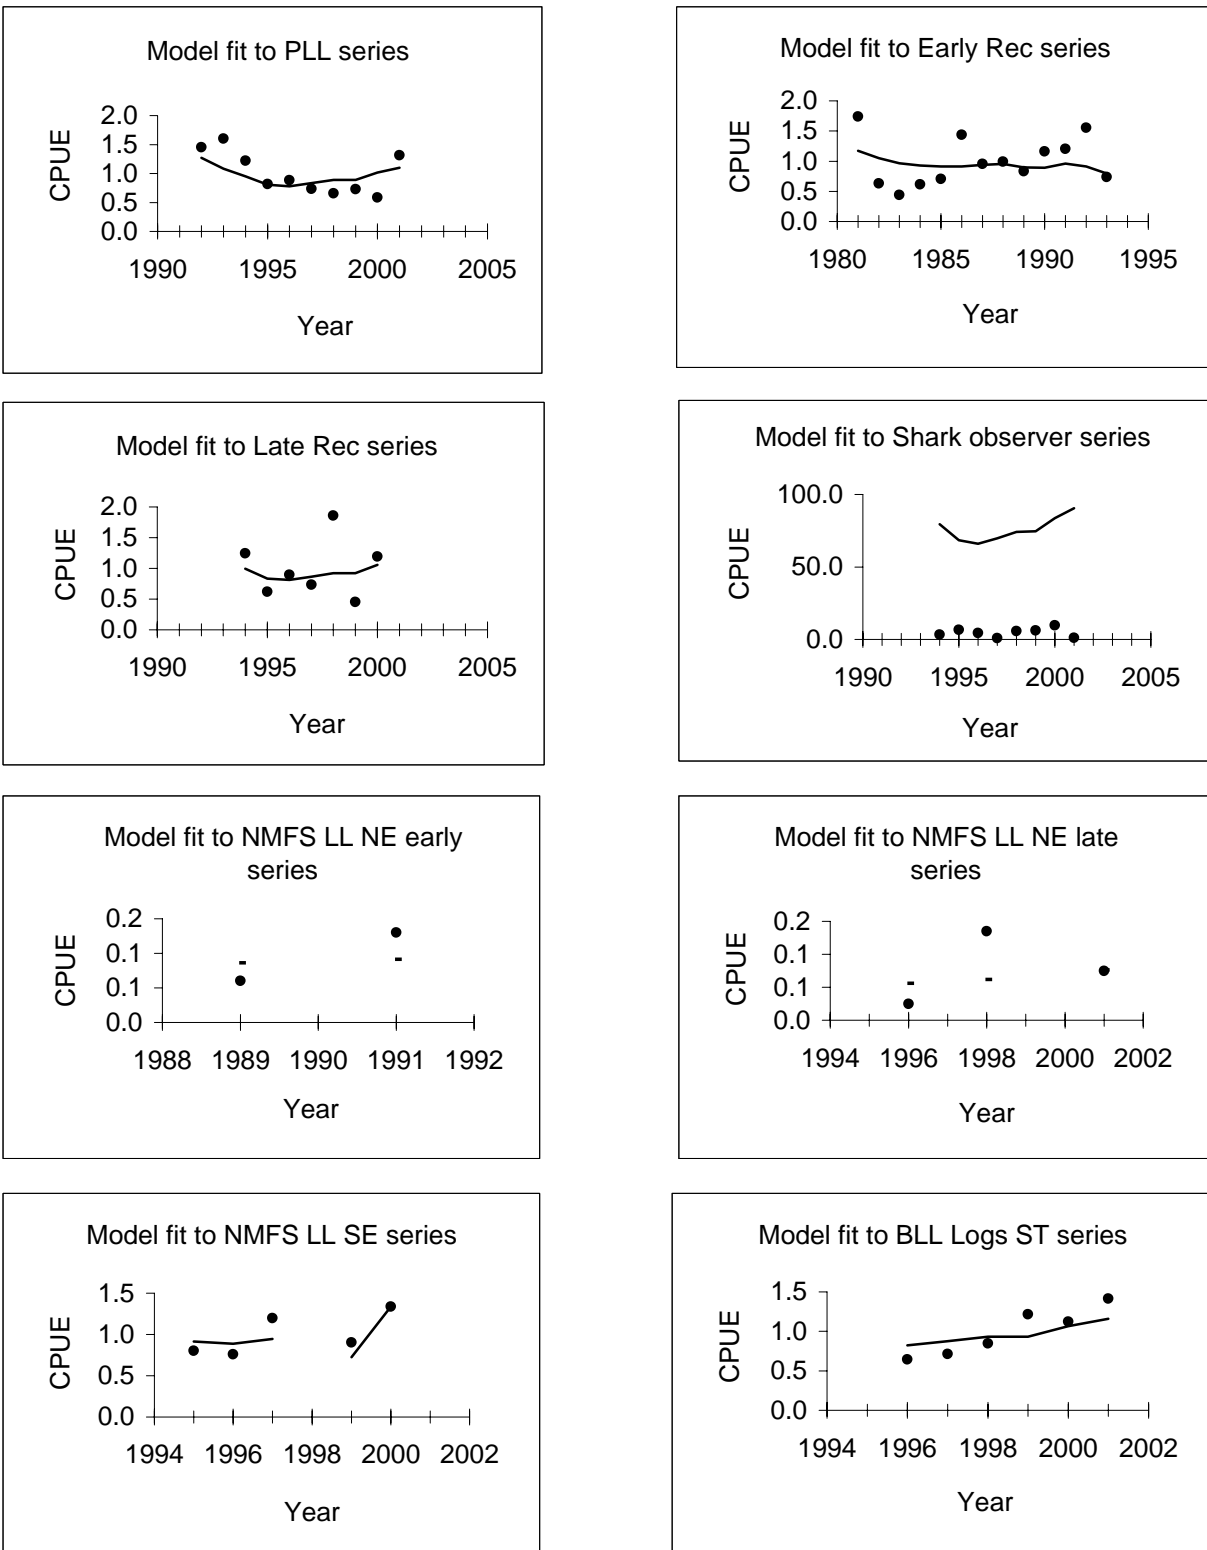 Model fit to PLL series
CPUE
2.0
1.5
1.0
0.5
0.0
1990 1995 2000 2005
Year
Model fit to Early Rec series
CPUE
2.0
1.5
1.0
0.5
0.0
1980 1985 1990 1995
Year
Model fit to Late Rec series
CPUE
2.0
1.5
1.0
0.5
0.0
1990 1995 2000 2005
Year
Model fit to Shark observer series
CPUE
100.0
50.0
0.0
1990 1995 2000 2005
Year
Model fit to NMFS LL NE early
series
CPUE
0.2
0.1
0.1
0.0
1988 1989 1990 1991 1992
Year
Model fit to NMFS LL NE late
series
CPUE
0.2
0.1
0.1
0.0
1994 1996 1998 2000 2002
Year
Model fit to NMFS LL SE series
CPUE
1.5
1.0
0.5
0.0
1994 1996 1998 2000 2002
Year
Model fit to BLL Logs ST series
CPUE
1.5
1.0
0.5
0.0
1994 1996 1998 2000 2002
Year